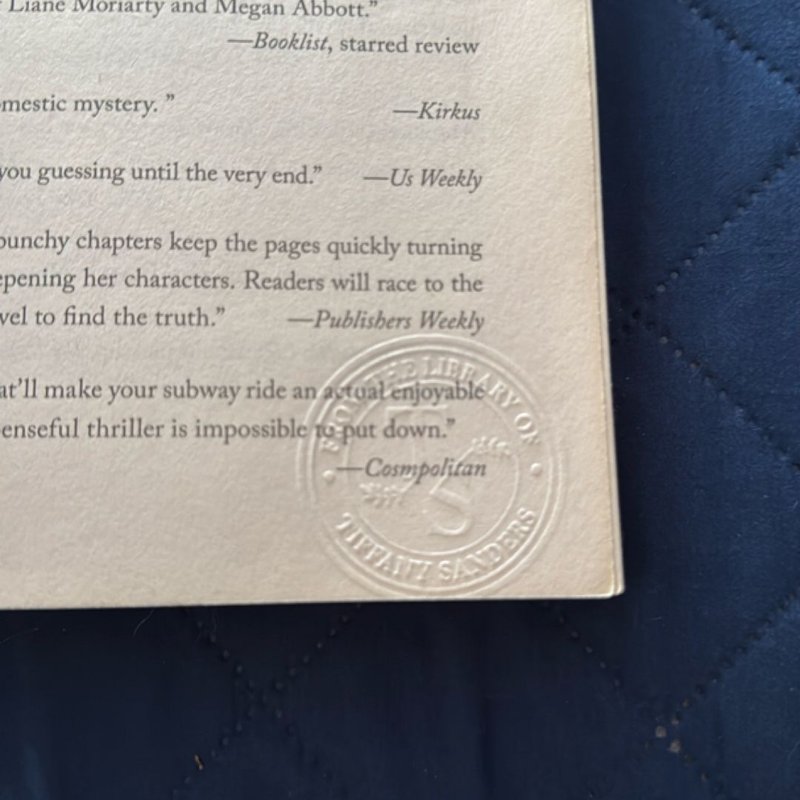 Liane Moriarty and Megan Abbott.”
—Booklist, starred review
mestic mystery. ”
—Kirkus
you guessing until the very end.” —Us Weekly
punchy chapters keep the pages quickly turning
epening her characters. Readers will race to the
vel to find the truth.” —Publishers Weekly
at’ll make your subway ride an actual enjoyable
enseful thriller is impossible to put down.”
—Cosmpolitan
FROM THE LIBRARY OF
T
S
TIFFANY SANDERS